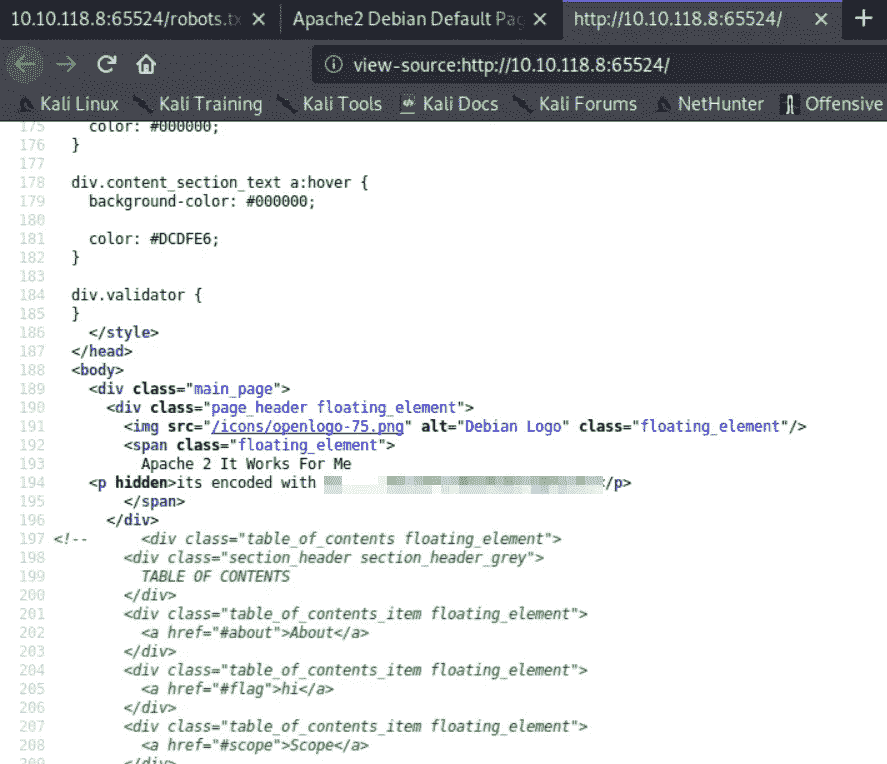 10.10.118.8:65524/robots.tx
Apache2 Debian Default Pag
http://10.10.118.8:65524/
view-source:http://10.10.118.8:65524/
Kali Linux Kali Training Kali Tools Kali Docs Kali Forums NetHunter Offensive
175 color: #000000;
176 }
177
178 div.content_section_text a:hover {
179 background-color: #000000;
180
181 color: #DCDFE6;
182 }
183
184 div.validator {
185 }
186 </style>
187 </head>
188 <body>
189 <div class="main_page">
190 <div class="page_header floating_element">
191 <img src="/icons/openlogo-75.png" alt="Debian Logo" class="floating_element"/>
192 <span class="floating_element">
193 Apache 2 It Works For Me
194 <p hidden>its encoded with /p>
195 </span>
196 </div>
197 <!-- <div class="table_of_contents floating_element">
198 <div class="section_header section_header_grey">
199 TABLE OF CONTENTS
200 </div>
201 <div class="table_of_contents_item floating_element">
202 <a href="#about">About</a>
203 </div>
204 <div class="table_of_contents_item floating_element">
205 <a href="#flag">hi</a>
206 </div>
207 <div class="table_of_contents_item floating_element">
208 <a href="#scope">Scope</a>
209 </div>